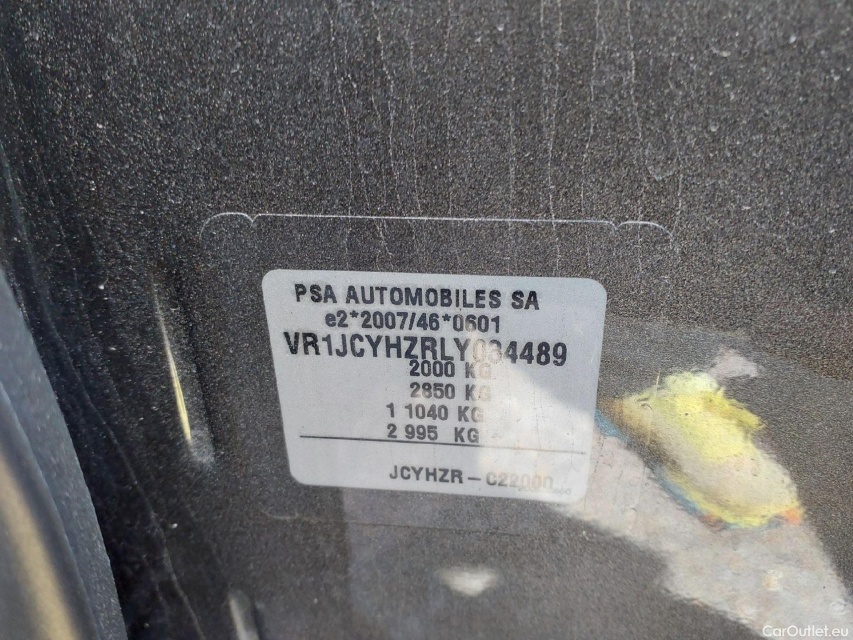 PSA AUTOMOBILES SA
e2*2007/46*0601
VR1JCYHZRLY034489
2000 KG
2850 KG
1 1040 KG
2 995 KG
JCYHZR - C22000
CarOutlet.eu